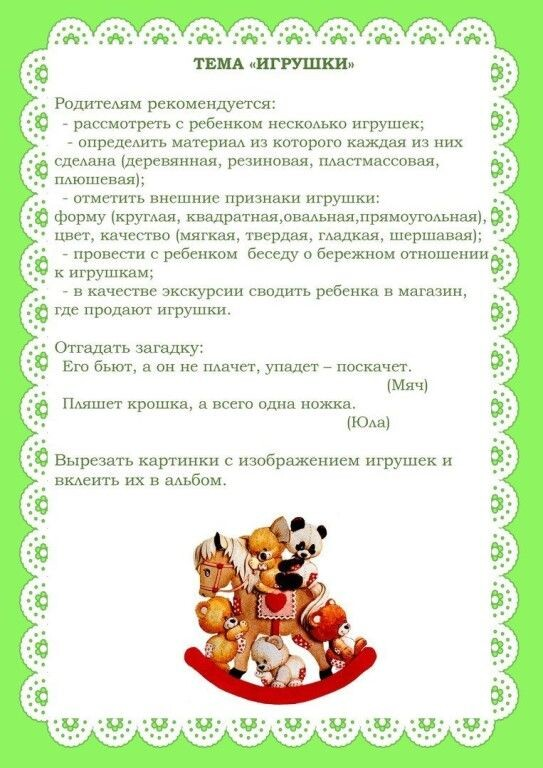 ТЕМА «ИГРУШКИ»
Родителям рекомендуется:
- рассмотреть с ребенком несколько игрушек;
- определить материал из которого каждая из них
сделана (деревянная, резиновая, пластмассовая,
плюшевая);
- отметить внешние признаки игрушки:
форму (круглая, квадратная,овальная,прямоугольная),
цвет, качество (мягкая, твердая, гладкая, шершавая);
- провести с ребенком беседу о бережном отношении
к игрушкам;
- в качестве экскурсии сводить ребенка в магазин,
где продают игрушки.
Отгадать загадку:
Его бьют, а он не плачет, упадет – поскачет.
(Мяч)
Пляшет крошка, а всего одна ножка.
(Юла)
Вырезать картинки с изображением игрушек и
вклеить их в альбом.